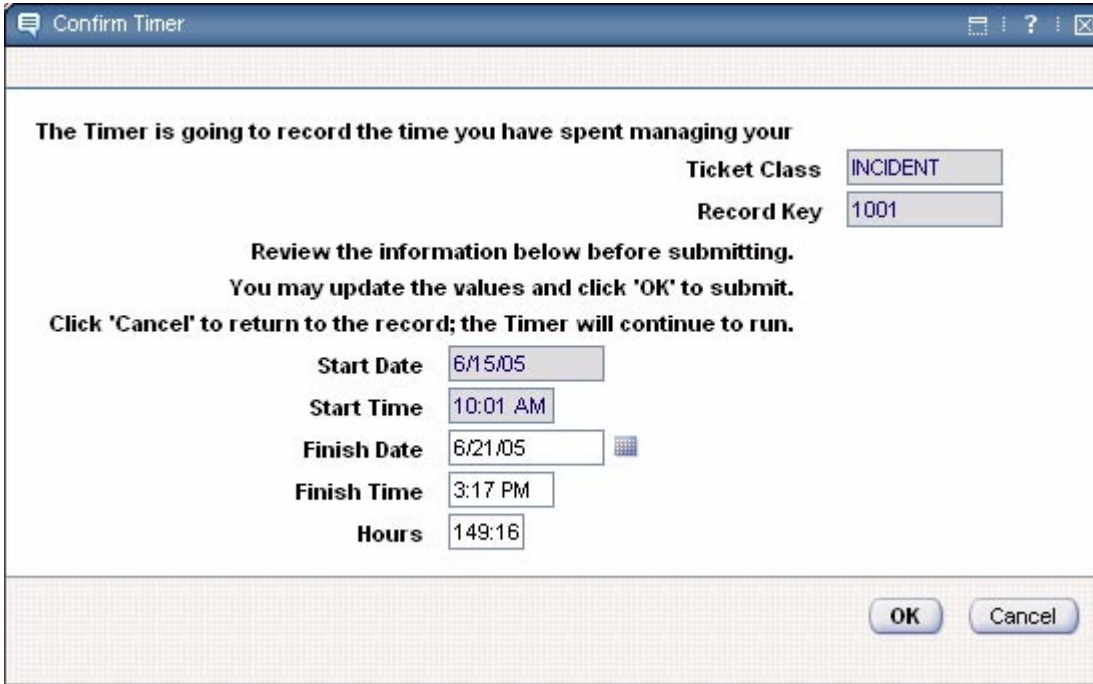 Confirm Timer ?
The Timer is going to record the time you have spent managing your
Ticket Class INCIDENT
Record Key 1001
Review the information below before submitting.
You may update the values and click 'OK' to submit.
Click 'Cancel' to return to the record; the Timer will continue to run.
Start Date 6/15/05
Start Time 10:01 AM
Finish Date 6/21/05
Finish Time 3:17 PM
Hours 149:16
OK Cancel